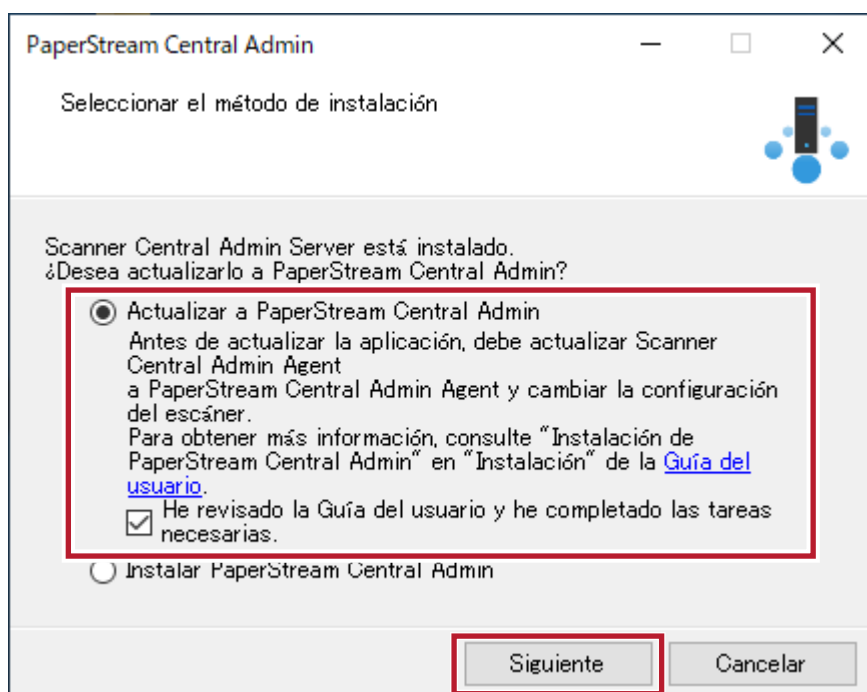 PaperStream Central Admin
Seleccionar el método de instalación
Scanner Central Admin Server está instalado.
¿Desea actualizarlo a PaperStream Central Admin?
Actualizar a PaperStream Central Admin
Antes de actualizar la aplicación, debe actualizar Scanner
Central Admin Agent
a PaperStream Central Admin Agent y cambiar la configuración
del escáner.
Para obtener más información, consulte "Instalación de
PaperStream Central Admin" en "Instalación" de la Guía del
usuario.
He revisado la Guía del usuario y he completado las tareas
necesarias.
Instalar PaperStream Central Admin
Siguiente
Cancelar